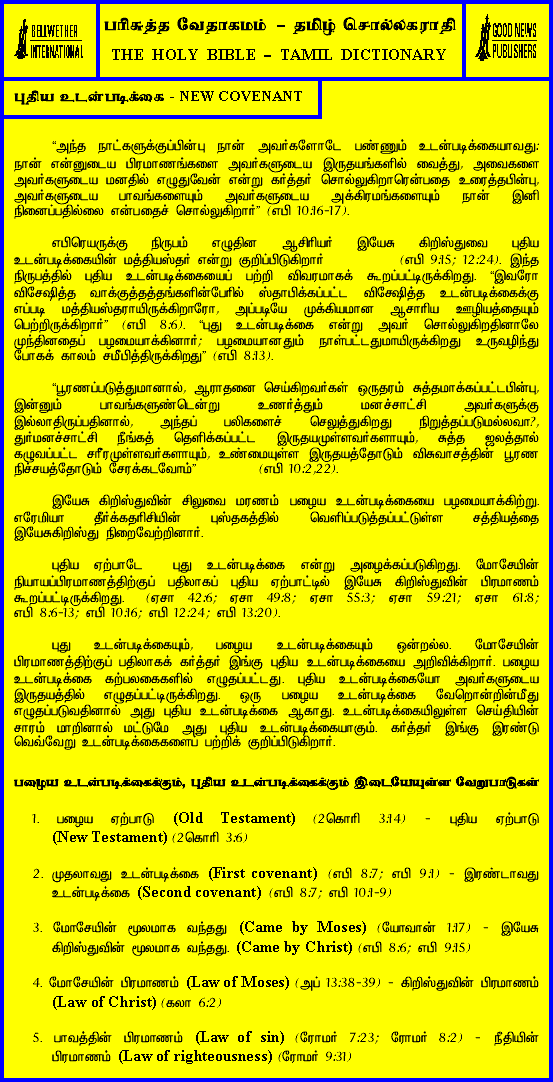 BELLWETHER
INTERNATIONAL
பரிசுத்த வேதாகமம் – தமிழ் சொல்லகராதி
THE HOLY BIBLE – TAMIL DICTIONARY
GOOD NEWS
PUBLISHERS
புதிய உடன்படிக்கை - NEW COVENANT
“அந்த நாட்களுக்குப்பின்பு நான் அவர்களோடே பண்ணும் உடன்படிக்கையாவது:
நான் என்னுடைய பிரமாணங்களை அவர்களுடைய இருதயங்களில் வைத்து, அவைகளை
அவர்களுடைய மனதில் எழுதுவேன் என்று கர்த்தர் சொல்லுகிறாரென்பதை உரைத்தபின்பு,
அவர்களுடைய பாவங்களையும் அவர்களுடைய அக்கிரமங்களையும் நான் இனி
நினைப்பதில்லை என்பதைச் சொல்லுகிறார்” (எபி 10:16-17).
எபிரெயருக்கு நிருபம் எழுதின ஆசிரியர் இயேசு கிறிஸ்துவை புதிய
உடன்படிக்கையின் மத்தியஸ்தர் என்று குறிப்பிடுகிறார் (எபி 9:15; 12:24). இந்த
நிருபத்தில் புதிய உடன்படிக்கையைப் பற்றி விவரமாகக் கூறப்பட்டிருக்கிறது. “இவரோ
விசேஷித்த வாக்குத்தத்தங்களின்பேரில் ஸ்தாபிக்கப்பட்ட விசேஷித்த உடன்படிக்கைக்கு
எப்படி மத்தியஸ்தராயிருக்கிறாரோ, அப்படியே முக்கியமான ஆசாரிய ஊழியத்தையும்
பெற்றிருக்கிறார்” (எபி 8:6). “புது உடன்படிக்கை என்று அவர் சொல்லுகிறதினாலே
முந்தினதைப் பழமையாக்கினார்; பழமையானதும் நாள்பட்டதுமாயிருக்கிறது உருவழிந்து
போகக் காலம் சமீபித்திருக்கிறது” (எபி 8:13).
“பூரணப்படுத்துமானால், ஆராதனை செய்கிறவர்கள் ஒருதரம் சுத்தமாக்கப்பட்டபின்பு,
இன்னும் பாவங்களுண்டென்று உணர்த்தும் மனச்சாட்சி அவர்களுக்கு
இல்லாதிருப்பதினால், அந்தப் பலிகளைச் செலுத்துகிறது நிறுத்தப்படுமல்லவா?,
துர்மனச்சாட்சி நீங்கத் தெளிக்கப்பட்ட இருதயமுள்ளவர்களாயும், சுத்த ஜலத்தால்
கழுவப்பட்ட சரீரமுள்ளவர்களாயும், உண்மையுள்ள இருதயத்தோடும் விசுவாசத்தின் பூரண
நிச்சயத்தோடும் சேரக்கடவோம்” (எபி 10:2,22).
இயேசு கிறிஸ்துவின் சிலுவை மரணம் பழைய உடன்படிக்கையை பழமையாக்கிற்று.
எரேமியா தீர்க்கதரிசியின் புஸ்தகத்தில் வெளிப்படுத்தப்பட்டுள்ள சத்தியத்தை
இயேசுகிறிஸ்து நிறைவேற்றினார்.
புதிய ஏற்பாடே புது உடன்படிக்கை என்று அழைக்கப்படுகிறது. மோசேயின்
நியாயப்பிரமாணத்திற்குப் பதிலாகப் புதிய ஏற்பாட்டில் இயேசு கிறிஸ்துவின் பிரமாணம்
கூறப்பட்டிருக்கிறது. (ஏசா 42:6; ஏசா 49:8; ஏசா 55:3; ஏசா 59:21; ஏசா 61:8;
எபி 8:6-13; எபி 10:16; எபி 12:24; எபி 13:20).
புது உடன்படிக்கையும், பழைய உடன்படிக்கையும் ஒன்றல்ல. மோசேயின்
பிரமாணத்திற்குப் பதிலாகக் கர்த்தர் இங்கு புதிய உடன்படிக்கையை அறிவிக்கிறார். பழைய
உடன்படிக்கை கற்பலகைகளில் எழுதப்பட்டது. புதிய உடன்படிக்கையோ அவர்களுடைய
இருதயத்தில் எழுதப்பட்டிருக்கிறது. ஒரு பழைய உடன்படிக்கை வேறொன்றின்மீது
எழுதப்படுவதினால் அது புதிய உடன்படிக்கை ஆகாது. உடன்படிக்கையிலுள்ள செய்தியின்
சாரம் மாறினால் மட்டுமே அது புதிய உடன்படிக்கையாகும். கர்த்தர் இங்கு இரண்டு
வெவ்வேறு உடன்படிக்கைகளைப் பற்றிக் குறிப்பிடுகிறார்.
பழைய உடன்படிக்கைக்கும், புதிய உடன்படிக்கைக்கும் இடையேயுள்ள வேறுபாடுகள்
1. பழைய ஏற்பாடு (Old Testament) (2கொரி 3:14) - புதிய ஏற்பாடு
(New Testament) (2கொரி 3:6)
2. முதலாவது உடன்படிக்கை (First covenant) (எபி 8:7; எபி 9:1) - இரண்டாவது
உடன்படிக்கை (Second covenant) (எபி 8:7; எபி 10:1-9)
3. மோசேயின் மூலமாக வந்தது (Came by Moses) (யோவான் 1:17) - இயேசு
கிறிஸ்துவின் மூலமாக வந்தது. (Came by Christ) (எபி 8:6; எபி 9:15)
4. மோசேயின் பிரமாணம் (Law of Moses) (அப் 13:38-39) - கிறிஸ்துவின் பிரமாணம்
(Law of Christ) (கலா 6:2)
5. பாவத்தின் பிரமாணம் (Law of sin) (ரோமர் 7:23; ரோமர் 8:2) - நீதியின்
பிரமாணம் (Law of righteousness) (ரோமர் 9:31)